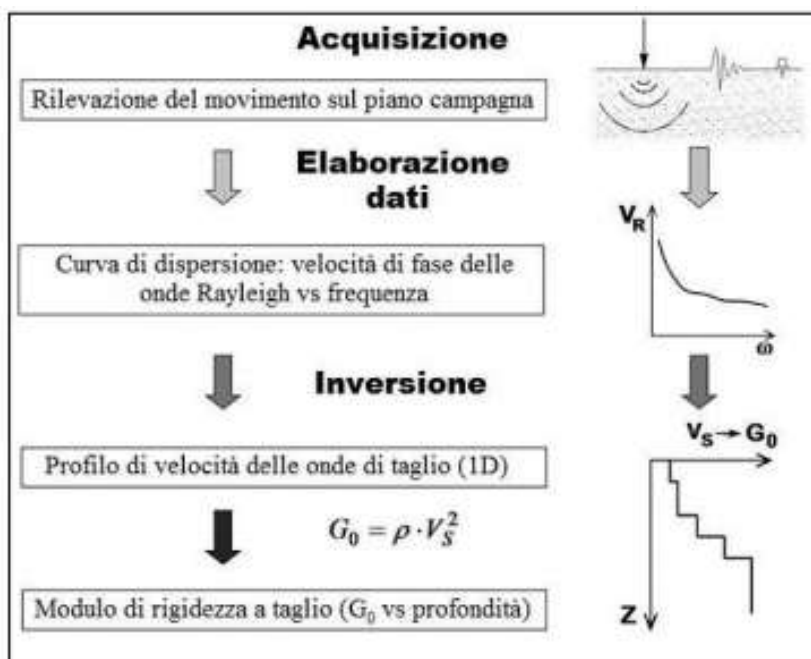 Acquisizione
Rilevazione del movimento sul piano campagna
Elaborazione
dati
V_R
Curva di dispersione: velocità di fase delle
onde Rayleigh vs frequenza
ω
Inversione
V_S → G_0
Profilo di velocità delle onde di taglio (1D)
G_0 = ρ · V_S^2
Modulo di rigidezza a taglio (G_0 vs profondità)
Z